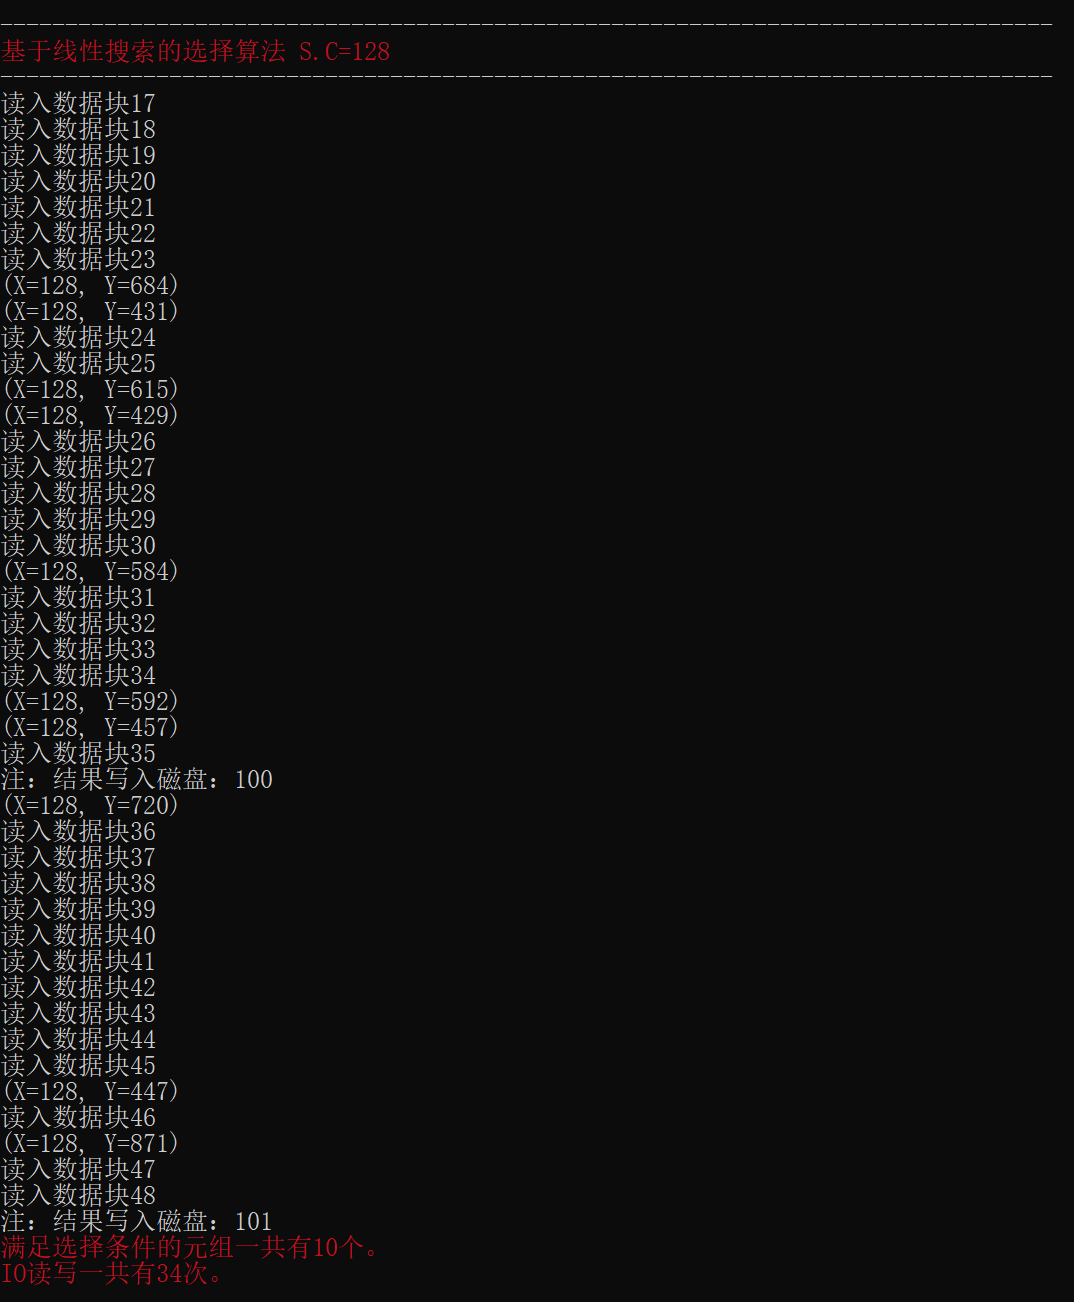 --------------------------------------------------------------------------------
基于线性搜索的选择算法 S.C=128
--------------------------------------------------------------------------------
读入数据块17
读入数据块18
读入数据块19
读入数据块20
读入数据块21
读入数据块22
读入数据块23
(X=128, Y=684)
(X=128, Y=431)
读入数据块24
读入数据块25
(X=128, Y=615)
(X=128, Y=429)
读入数据块26
读入数据块27
读入数据块28
读入数据块29
读入数据块30
(X=128, Y=584)
读入数据块31
读入数据块32
读入数据块33
读入数据块34
(X=128, Y=592)
(X=128, Y=457)
读入数据块35
注：结果写入磁盘：100
(X=128, Y=720)
读入数据块36
读入数据块37
读入数据块38
读入数据块39
读入数据块40
读入数据块41
读入数据块42
读入数据块43
读入数据块44
读入数据块45
(X=128, Y=447)
读入数据块46
(X=128, Y=871)
读入数据块47
读入数据块48
注：结果写入磁盘：101
满足选择条件的元组一共有10个。
IO读写一共有34次。